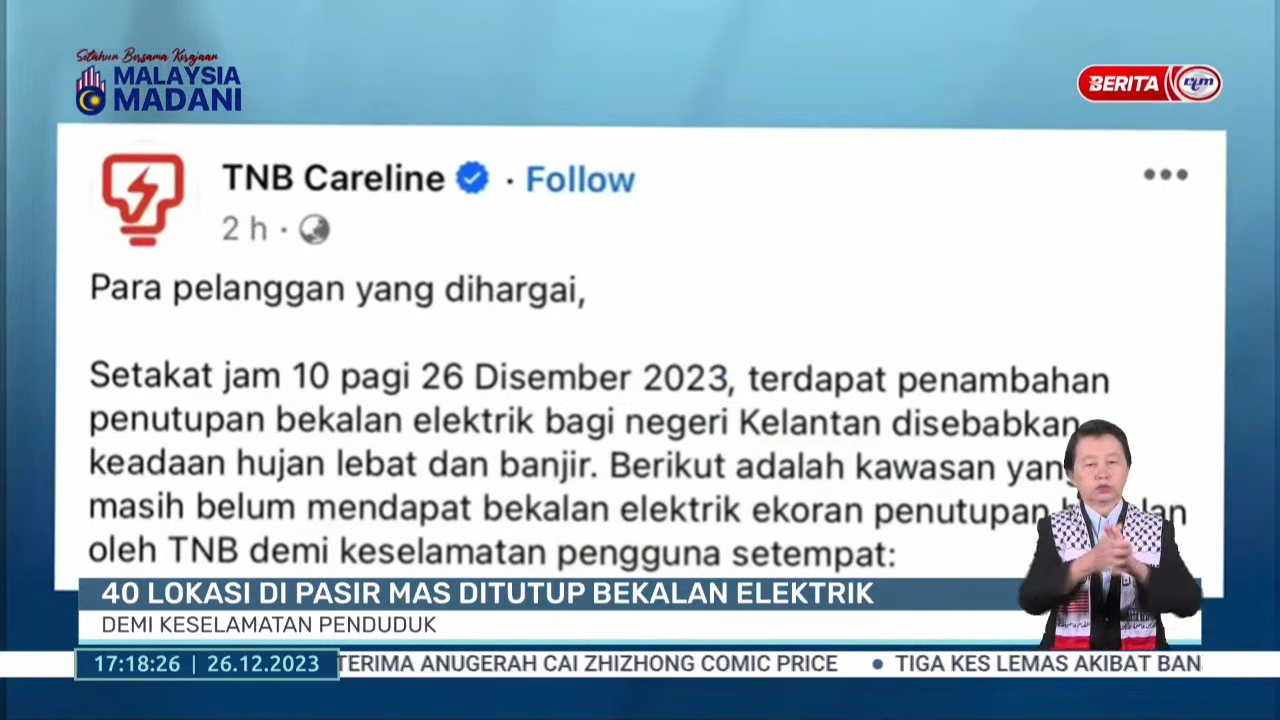 Setahun Bersama Kerajaan
MALAYSIA
MADANI
BERITA rtm
TNB Careline · Follow
2 h ·
Para pelanggan yang dihargai,
Setakat jam 10 pagi 26 Disember 2023, terdapat penambahan
penutupan bekalan elektrik bagi negeri Kelantan disebabkan
keadaan hujan lebat dan banjir. Berikut adalah kawasan
masih belum mendapat bekalan elektrik ekoran penutupan
oleh TNB demi keselamatan pengguna setempat:
40 LOKASI DI PASIR MAS DITUTUP BEKALAN ELEKTRIK
DEMI KESELAMATAN PENDUDUK
17:18:26 | 26.12.2023 TERIMA ANUGERAH CAI ZHIZHONG COMIC PRICE • TIGA KES LEMAS AKIBAT BAN